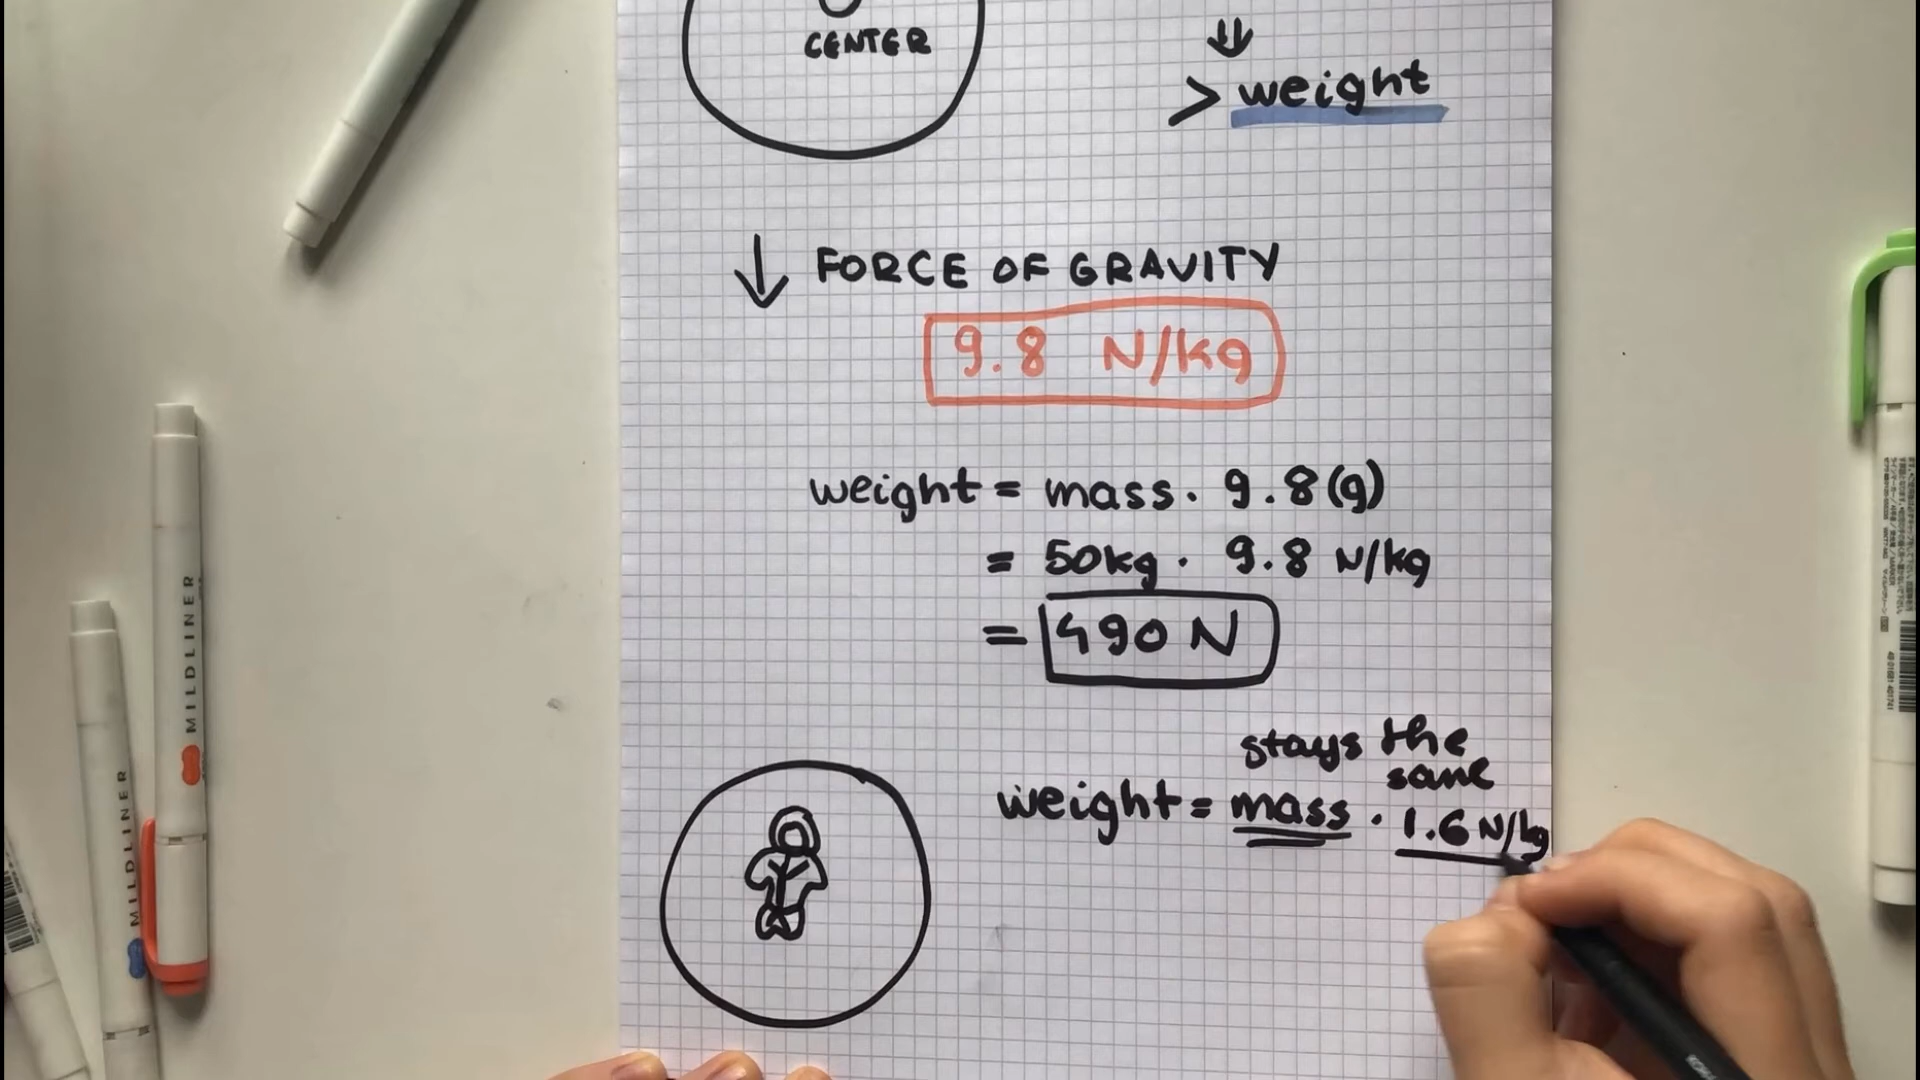 CENTER
⇓
> weight
↓ FORCE OF GRAVITY
9.8 N/kg
weight = mass · 9.8 (g)
= 50kg · 9.8 N/kg
= 490 N
stays the
same
weight = mass · 1.6 N/kg
MILDLINER
MILDLINER